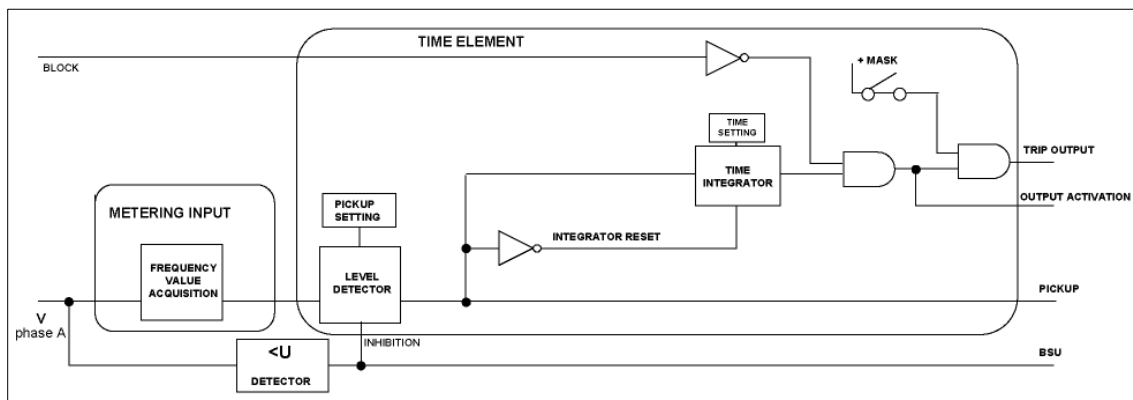 TIME ELEMENT
BLOCK
+ MASK
TIME
SETTING
TIME
INTEGRATOR
TRIP OUTPUT
OUTPUT ACTIVATION
METERING INPUT
PICKUP
SETTING
INTEGRATOR RESET
FREQUENCY
VALUE
ACQUISITION
LEVEL
DETECTOR
PICKUP
V
phase A
INHIBITION
<U
DETECTOR
BSU